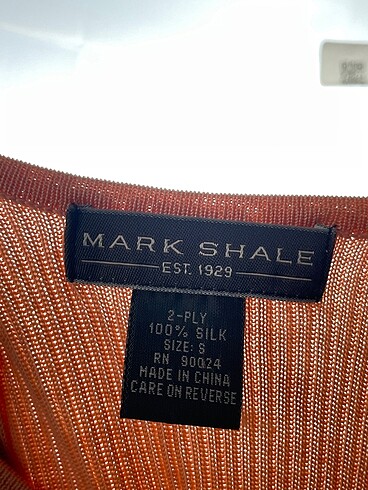 MARK SHALE
EST. 1929
2-PLY
100% SILK
SIZE: S
RN 90024
MADE IN CHINA
CARE ON REVERSE